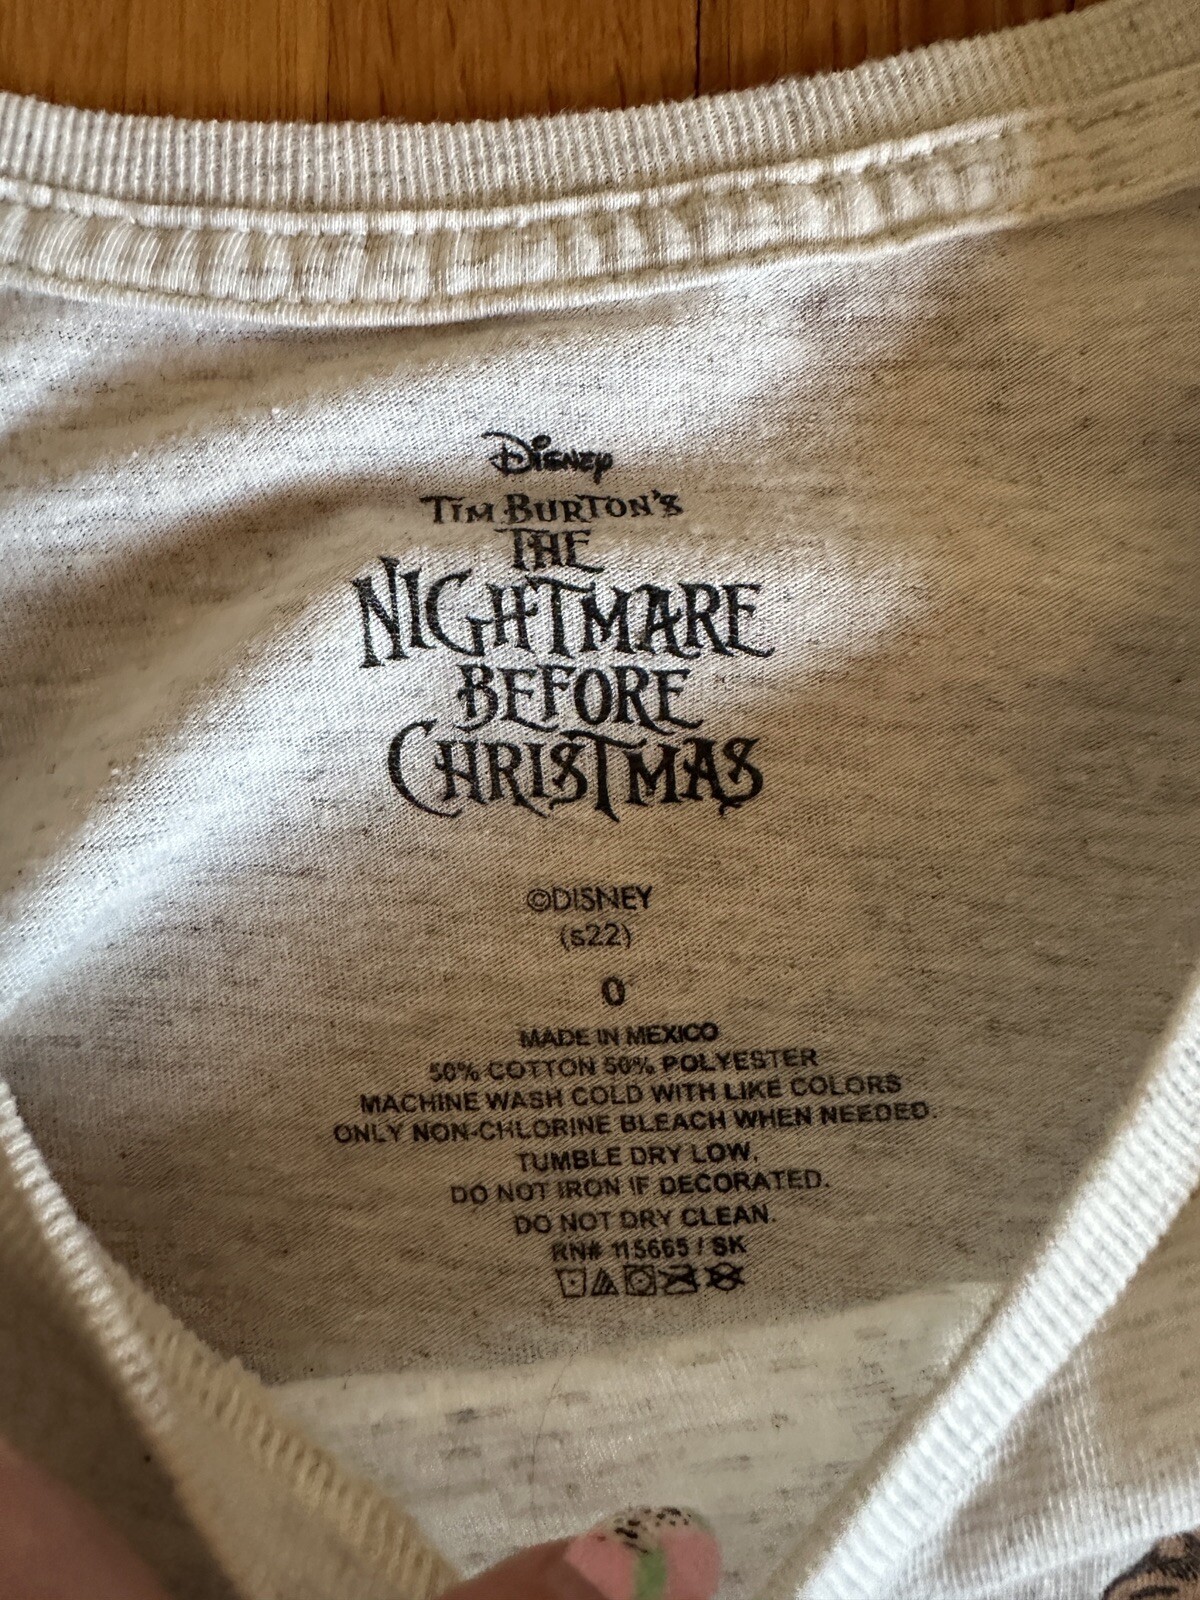 Disney
TIM BURTON'S
THE
NIGHTMARE
BEFORE
CHRISTMAS
©DISNEY
(s22)
0
MADE IN MEXICO
50% COTTON 50% POLYESTER
MACHINE WASH COLD WITH LIKE COLORS
ONLY NON-CHLORINE BLEACH WHEN NEEDED.
TUMBLE DRY LOW.
DO NOT IRON IF DECORATED.
DO NOT DRY CLEAN.
RN# 115665 / SK